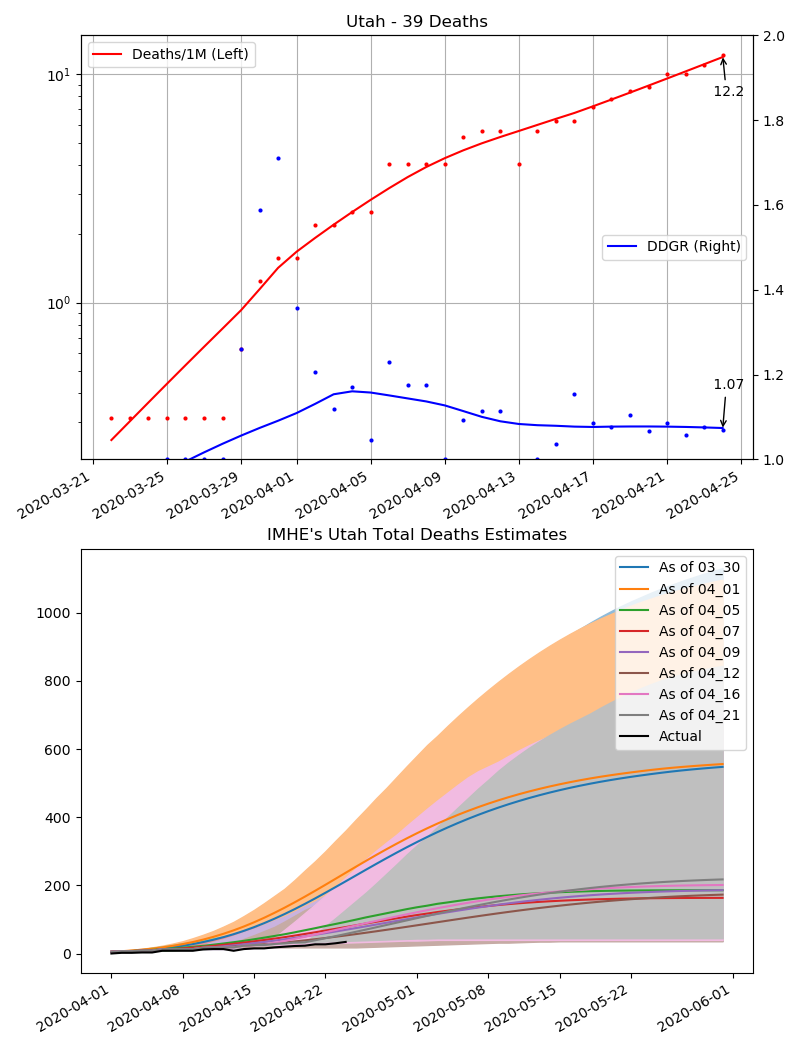 Utah - 39 Deaths
Deaths/1M (Left)
10¹
10⁰
2.0
1.8
1.6
1.4
1.2
1.0
12.2
DDGR (Right)
1.07
2020-03-21
2020-03-25
2020-03-29
2020-04-01
2020-04-05
2020-04-09
2020-04-13
2020-04-17
2020-04-21
2020-04-25
IMHE's Utah Total Deaths Estimates
1000
800
600
400
200
0
As of 03_30
As of 04_01
As of 04_05
As of 04_07
As of 04_09
As of 04_12
As of 04_16
As of 04_21
Actual
2020-04-01
2020-04-08
2020-04-15
2020-04-22
2020-05-01
2020-05-08
2020-05-15
2020-05-22
2020-06-01